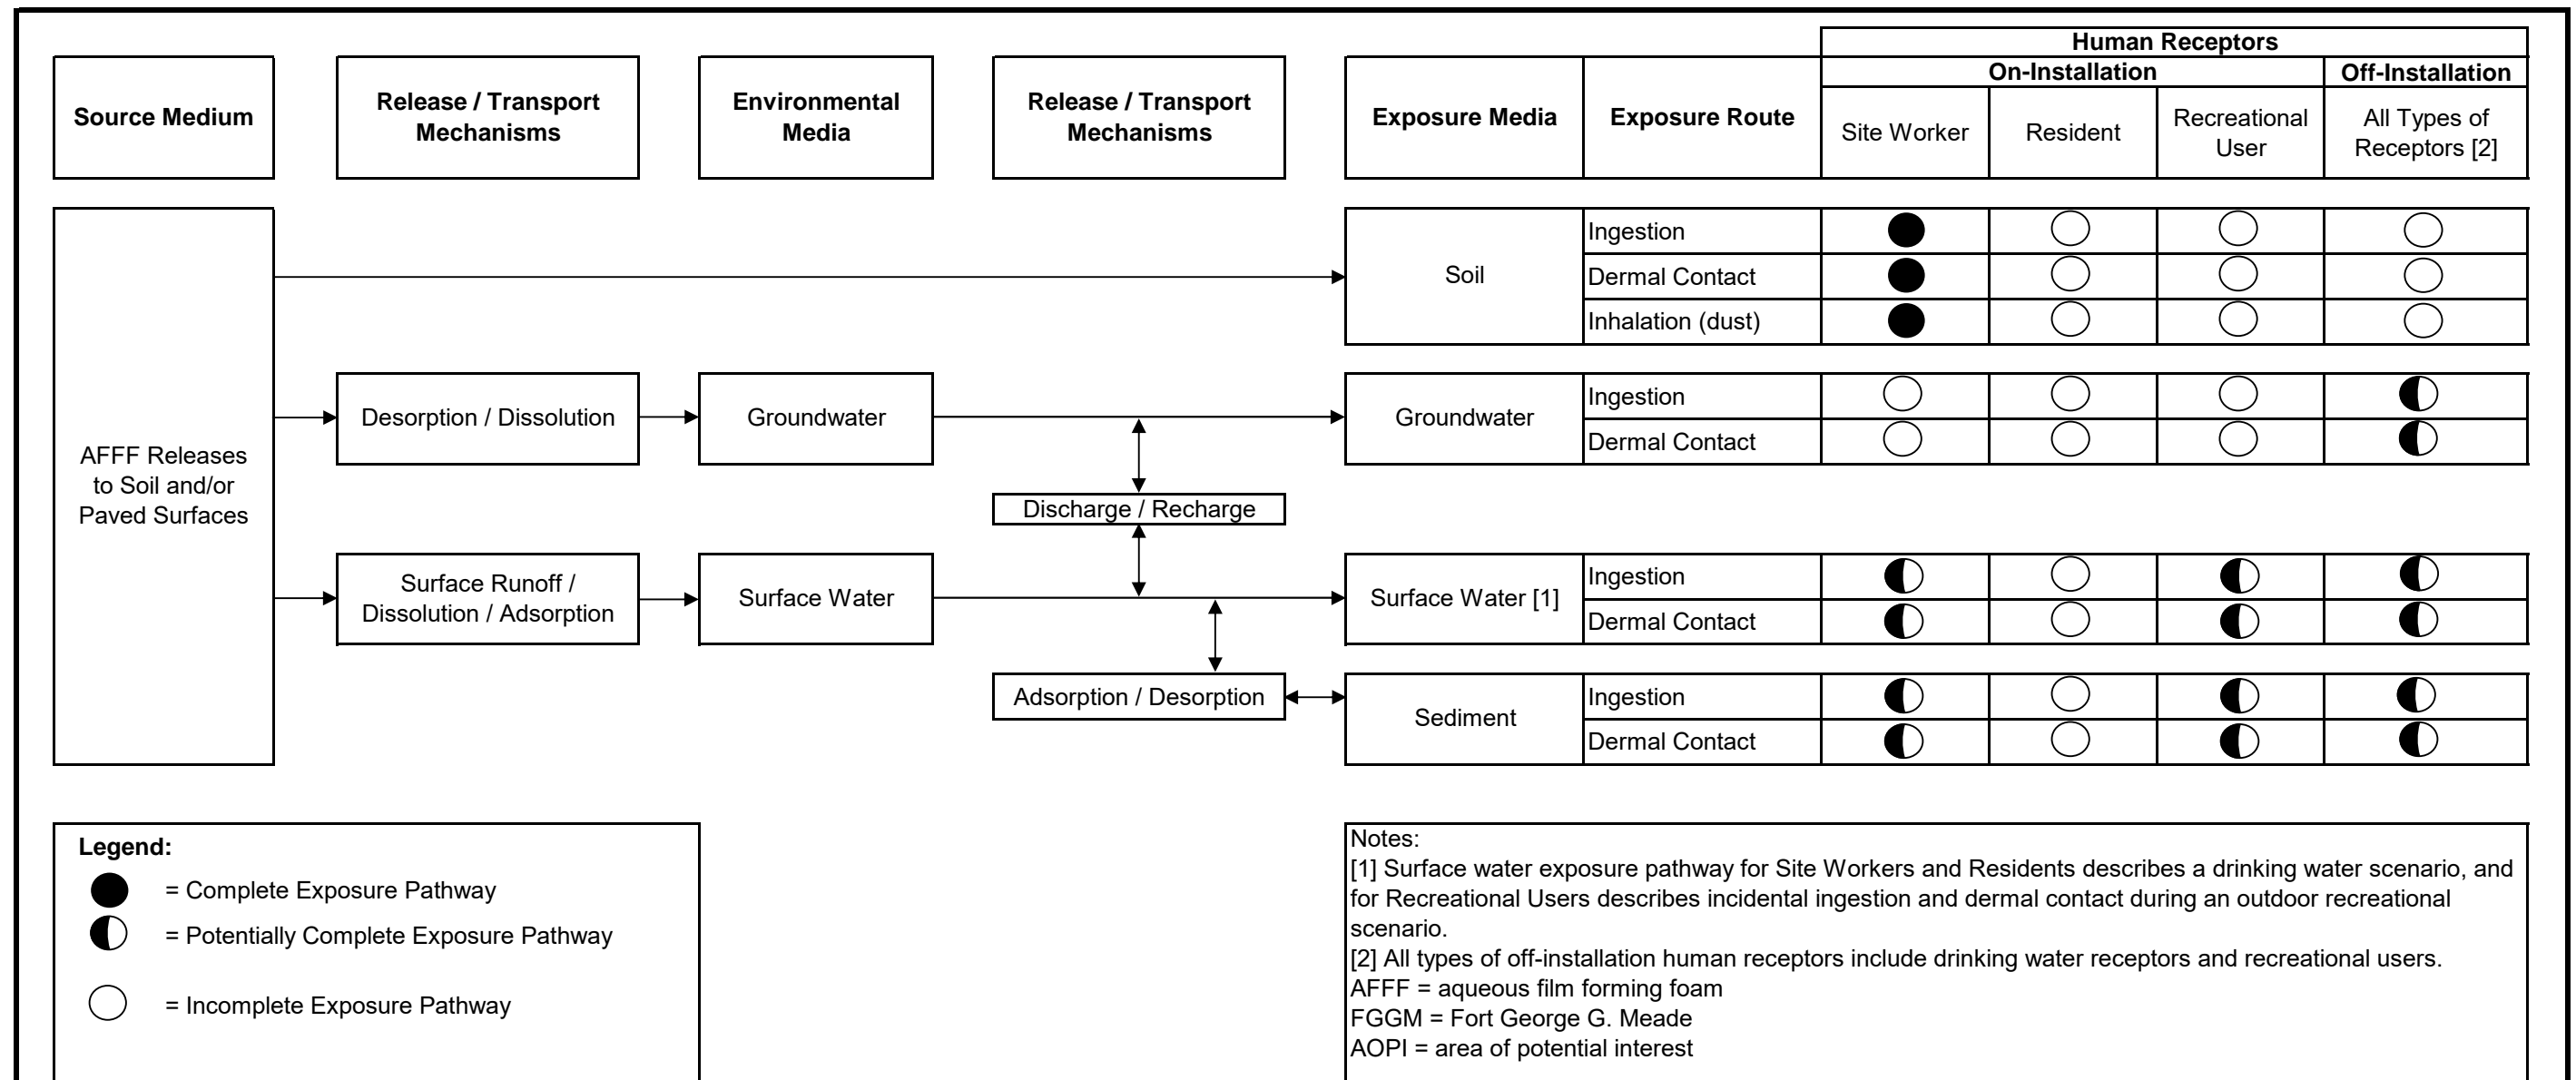 Human Receptors
On-Installation
Off-Installation
Source Medium
Release / Transport
Mechanisms
Environmental
Media
Release / Transport
Mechanisms
Exposure Media
Exposure Route
Site Worker
Resident
Recreational
User
All Types of
Receptors [2]
AFFF Releases
to Soil and/or
Paved Surfaces
Soil
Ingestion
Dermal Contact
Inhalation (dust)
Desorption / Dissolution
Groundwater
Groundwater
Ingestion
Dermal Contact
Discharge / Recharge
Surface Runoff /
Dissolution / Adsorption
Surface Water
Surface Water [1]
Ingestion
Dermal Contact
Adsorption / Desorption
Sediment
Ingestion
Dermal Contact
Legend:
= Complete Exposure Pathway
= Potentially Complete Exposure Pathway
= Incomplete Exposure Pathway
Notes:
[1] Surface water exposure pathway for Site Workers and Residents describes a drinking water scenario, and
for Recreational Users describes incidental ingestion and dermal contact during an outdoor recreational
scenario.
[2] All types of off-installation human receptors include drinking water receptors and recreational users.
AFFF = aqueous film forming foam
FGGM = Fort George G. Meade
AOPI = area of potential interest